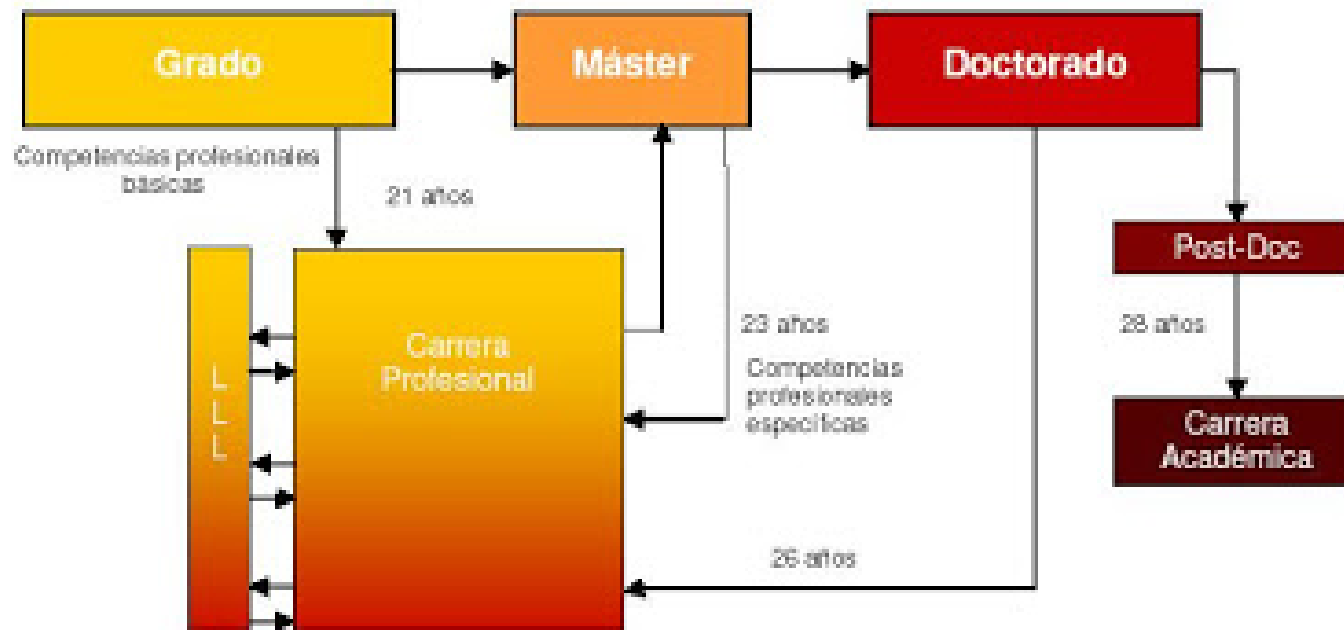 Grado
Máster
Doctorado
Competencias profesionales
básicas
21 años
Post-Doc
23 años
28 años
Carrera
Profesional
L
L
L
Competencias
profesionales
específicas
Carrera
Académica
26 años